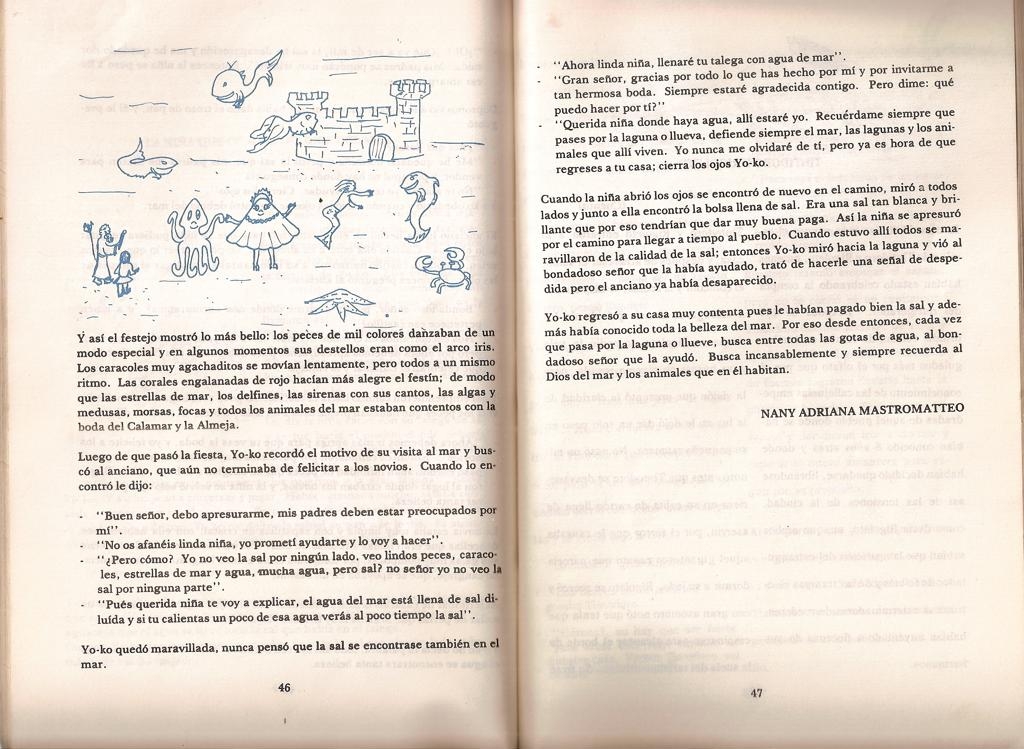 Y así el festejo mostró lo más bello: los peces de mil colores danzaban de un
modo especial y en algunos momentos sus destellos eran como el arco iris.
Los caracoles muy agachaditos se movían lentamente, pero todos a un mismo
ritmo. Las corales engalanadas de rojo hacían más alegre el festín; de modo
que las estrellas de mar, los delfines, las sirenas con sus cantos, las algas y
medusas, morsas, focas y todos los animales del mar estaban contentos con la
boda del Calamar y la Almeja.
Luego de que pasó la fiesta, Yo-ko recordó el motivo de su visita al mar y bus-
có al anciano, que aún no terminaba de felicitar a los novios. Cuando lo en-
contró le dijo:
- "Buen señor, debo apresurarme, mis padres deben estar preocupados por
mí".
- "No os afanéis linda niña, yo prometí ayudarte y lo voy a hacer".
- "¿Pero cómo? Yo no veo la sal por ningún lado, veo lindos peces, caraco-
les, estrellas de mar y agua, mucha agua, pero sal? no señor yo no veo la
sal por ninguna parte".
- "Pués querida niña te voy a explicar, el agua del mar está llena de sal di-
luída y si tu calientas un poco de esa agua verás al poco tiempo la sal".
Yo-ko quedó maravillada, nunca pensó que la sal se encontrase también en el
mar.
46
- "Ahora linda niña, llenaré tu talega con agua de mar".
- "Gran señor, gracias por todo lo que has hecho por mí y por invitarme a
tan hermosa boda. Siempre estaré agradecida contigo. Pero dime: qué
puedo hacer por tí?"
- "Querida niña donde haya agua, allí estaré yo. Recuérdame siempre que
pases por la laguna o llueva, defiende siempre el mar, las lagunas y los ani-
males que allí viven. Yo nunca me olvidaré de tí, pero ya es hora de que
regreses a tu casa; cierra los ojos Yo-ko.
Cuando la niña abrió los ojos se encontró de nuevo en el camino, miró a todos
lados y junto a ella encontró la bolsa llena de sal. Era una sal tan blanca y bri-
llante que por eso tendrían que dar muy buena paga. Así la niña se apresuró
por el camino para llegar a tiempo al pueblo. Cuando estuvo allí todos se ma-
ravillaron de la calidad de la sal; entonces Yo-ko miró hacia la laguna y vió al
bondadoso señor que la había ayudado, trató de hacerle una señal de despe-
dida pero el anciano ya había desaparecido.
Yo-ko regresó a su casa muy contenta pues le habían pagado bien la sal y ade-
más había conocido toda la belleza del mar. Por eso desde entonces, cada vez
que pasa por la laguna o llueve, busca entre todas las gotas de agua, al bon-
dadoso señor que la ayudó. Busca incansablemente y siempre recuerda al
Dios del mar y los animales que en él habitan.
NANY ADRIANA MASTROMATTEO
47